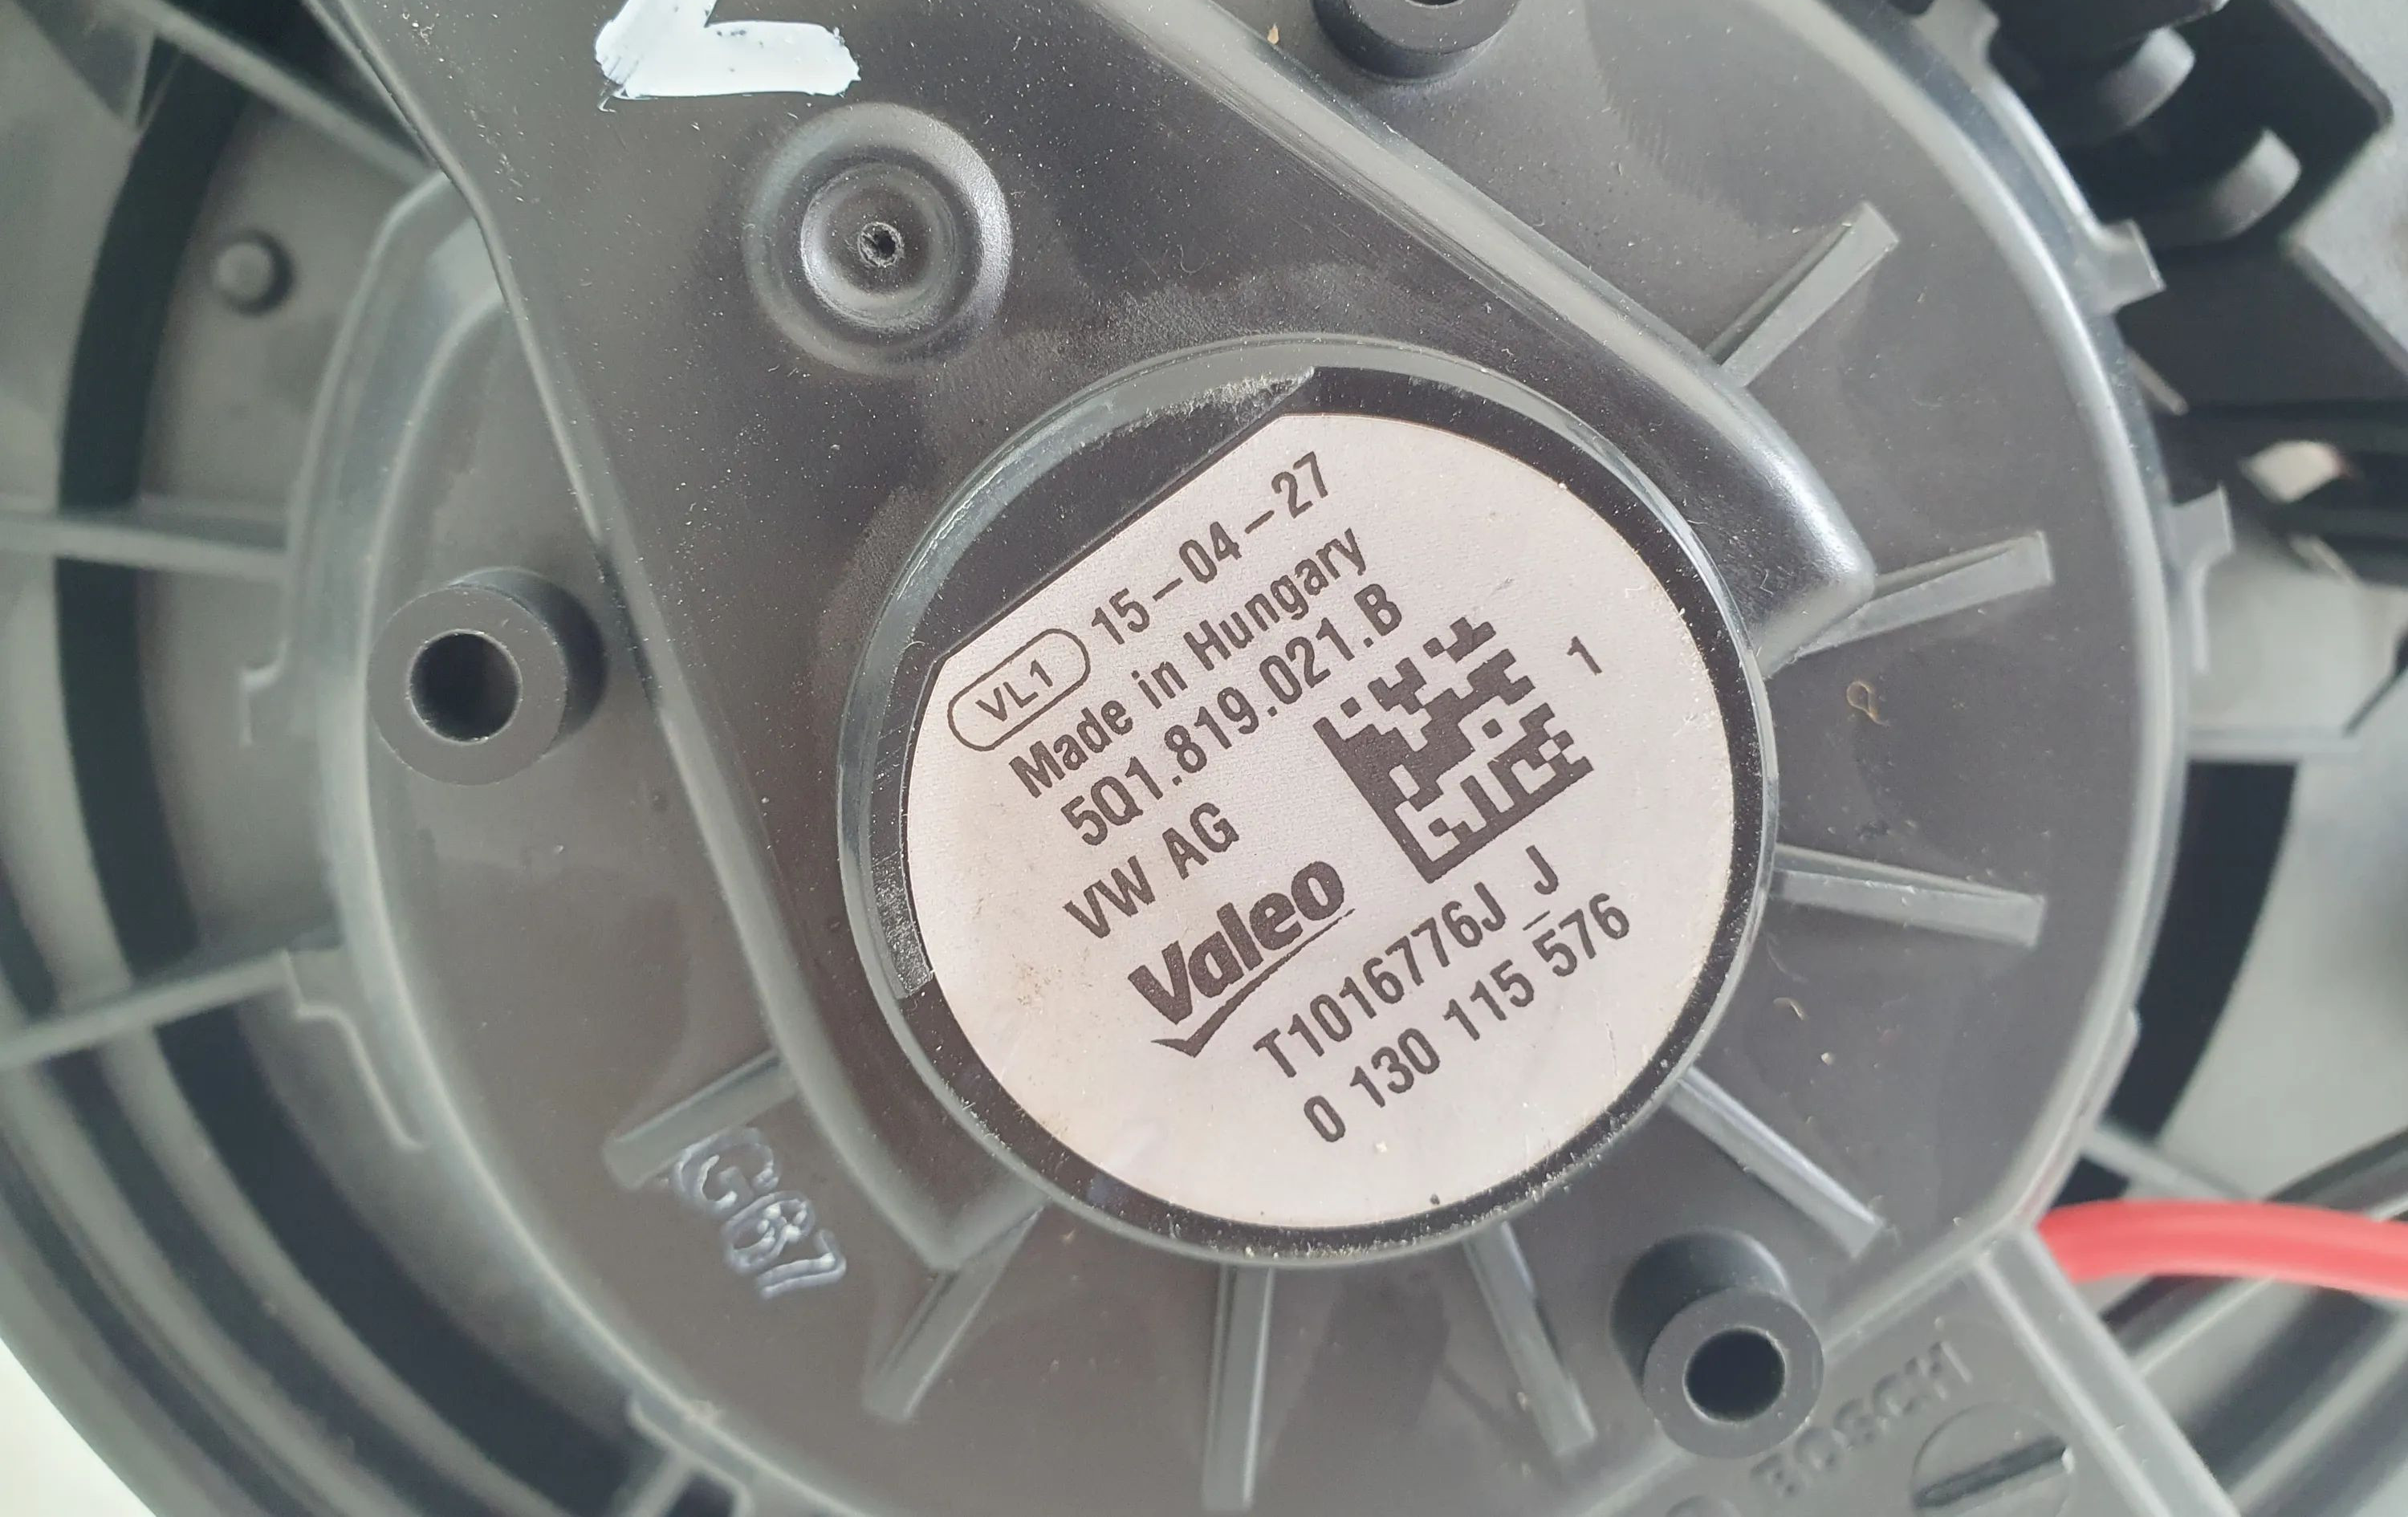 VL1 15-04-27
Made in Hungary
5Q1.819.021.B
VW AG
1
Valeo
T1016776J J
0 130 115 576
G67
BOSCH